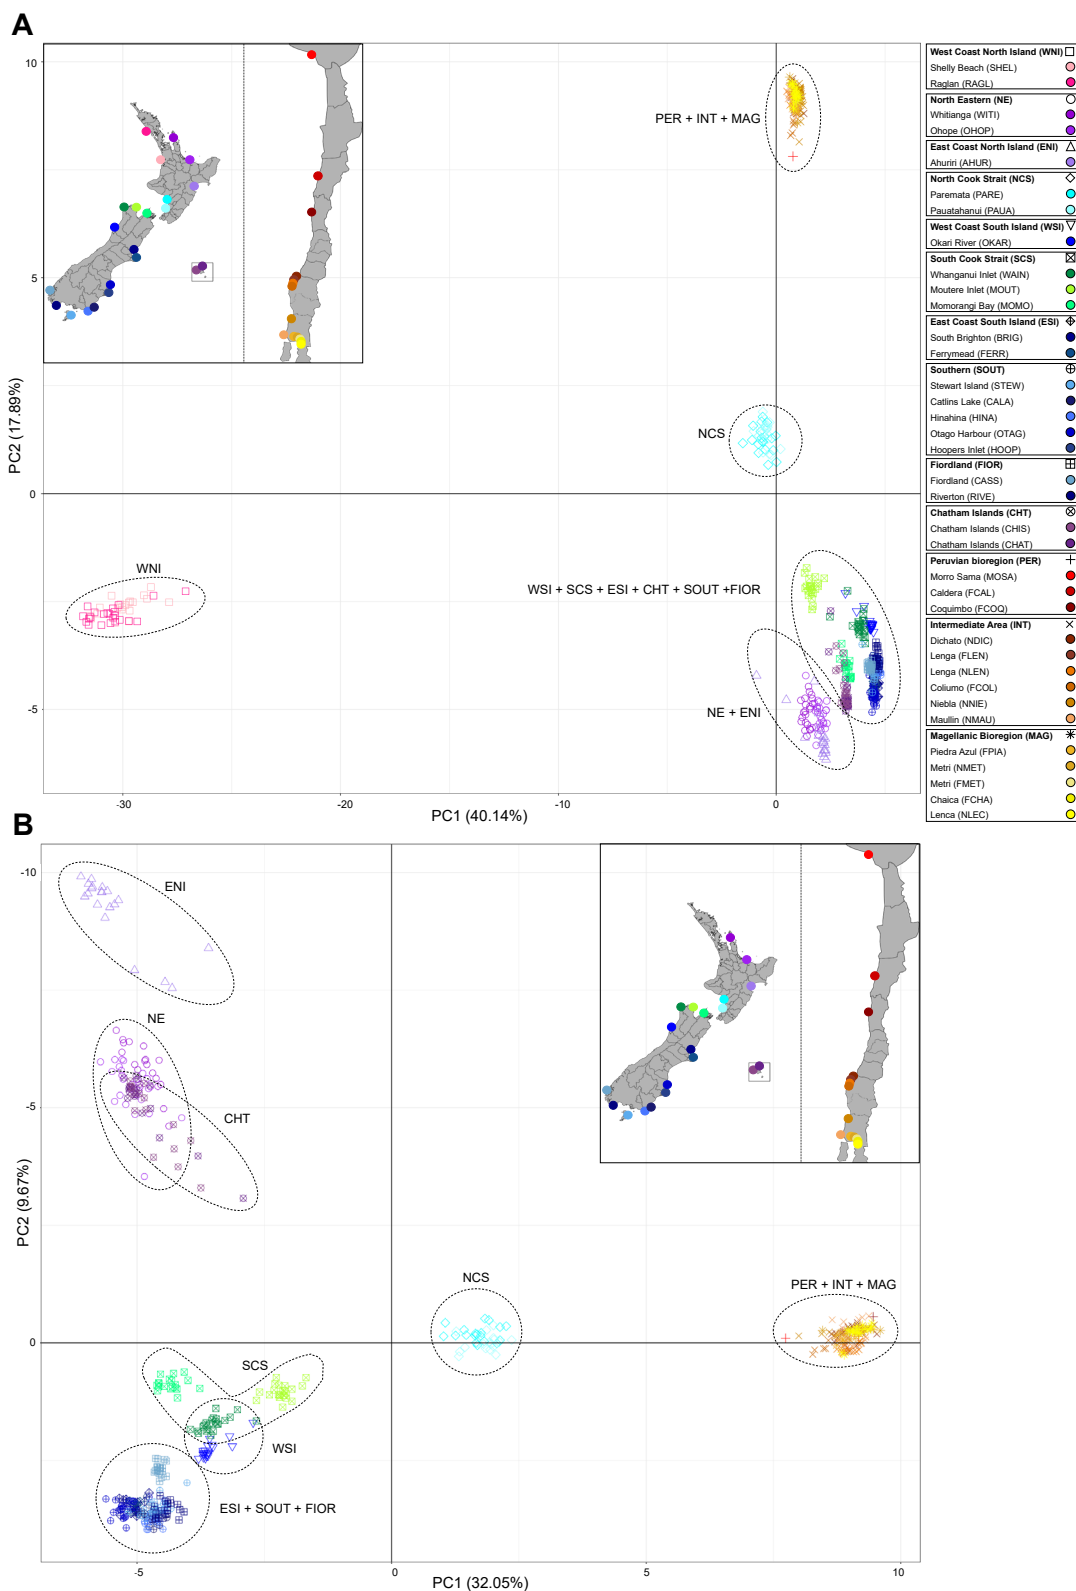 A
10
5
0
-5
-30
-20
-10
0
PC2 (17.89%)
PC1 (40.14%)
PER + INT + MAG
NCS
WNI
WSI + SCS + ESI + CHT + SOUT +FIOR
NE + ENI
West Coast North Island (WNI)
Shelly Beach (SHEL)
Raglan (RAGL)
North Eastern (NE)
Whitianga (WITI)
Ohope (OHOP)
East Coast North Island (ENI)
Ahuriri (AHUR)
North Cook Strait (NCS)
Paremata (PARE)
Pauatahanui (PAUA)
West Coast South Island (WSI)
Okari River (OKAR)
South Cook Strait (SCS)
Whanganui Inlet (WAIN)
Moutere Inlet (MOUT)
Momorangi Bay (MOMO)
East Coast South Island (ESI)
South Brighton (BRIG)
Ferrymead (FERR)
Southern (SOUT)
Stewart Island (STEW)
Catlins Lake (CALA)
Hinahina (HINA)
Otago Harbour (OTAG)
Hoopers Inlet (HOOP)
Fiordland (FIOR)
Fiordland (CASS)
Riverton (RIVE)
Chatham Islands (CHT)
Chatham Islands (CHIS)
Chatham Islands (CHAT)
Peruvian bioregion (PER)
Morro Sama (MOSA)
Caldera (FCAL)
Coquimbo (FCOQ)
Intermediate Area (INT)
Dichato (NDIC)
Lenga (FLEN)
Lenga (NLEN)
Coliumo (FCOL)
Niebla (NNIE)
Maullin (NMAU)
Magellanic Bioregion (MAG)
Piedra Azul (FPIA)
Metri (NMET)
Metri (FMET)
Chaica (FCHA)
Lenca (NLEC)
B
-10
-5
0
-5
0
5
10
PC2 (9.67%)
PC1 (32.05%)
ENI
NE
CHT
NCS
PER + INT + MAG
SCS
WSI
ESI + SOUT + FIOR